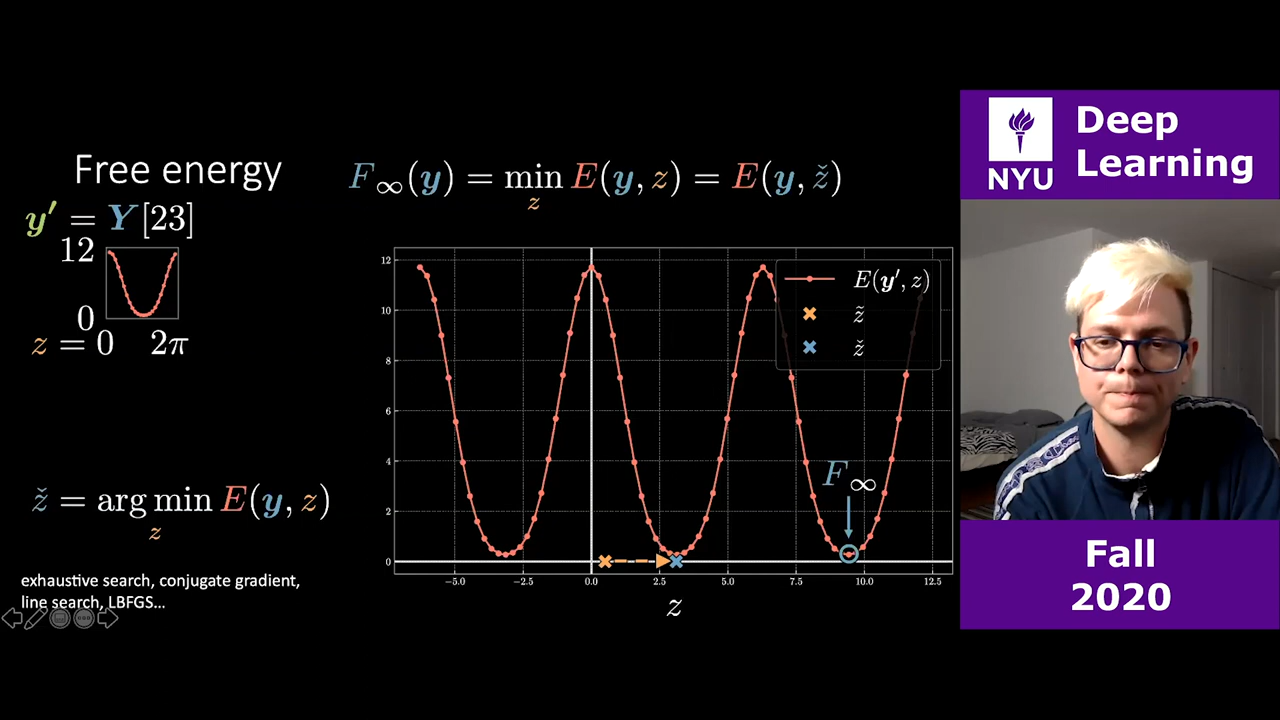 Free energy
F∞(y) = min E(y, z) = E(y, ž)
z
y′ = Y[23]
12
0
z = 0 2π
ž = arg min E(y, z)
z
exhaustive search, conjugate gradient,
line search, LBFGS...
12
10
8
6
4
2
0
−5.0 −2.5 0.0 2.5 5.0 7.5 10.0 12.5
z
E(y′, z)
z̃
ž
F∞
NYU
Deep
Learning
Fall
2020